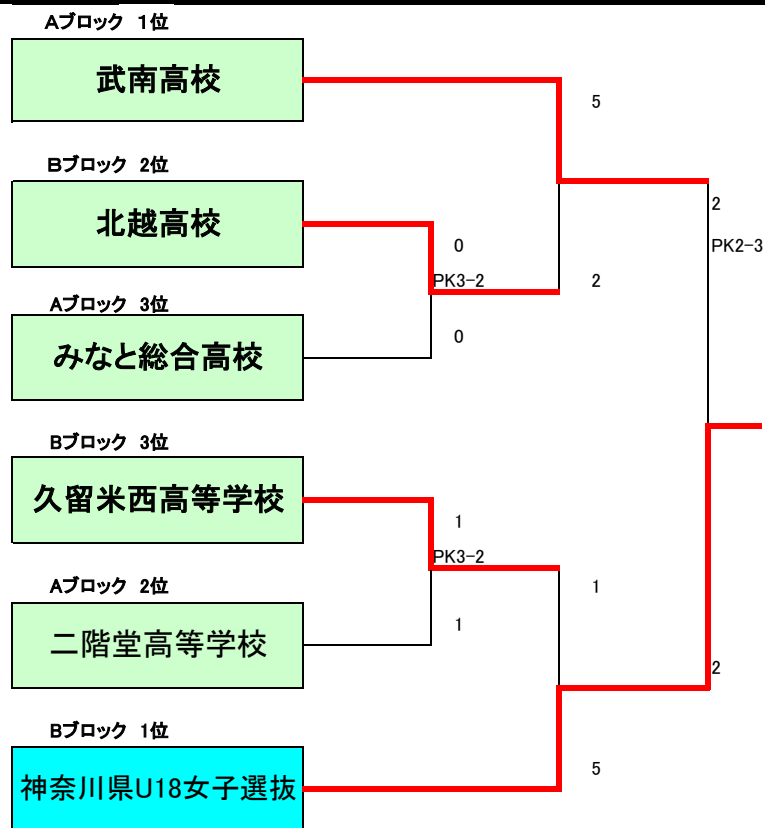 Aブロック 1位
武南高校
5
Bブロック 2位
2
北越高校
0
PK2-3
PK3-2
2
Aブロック 3位
0
みなと総合高校
Bブロック 3位
久留米西高等学校
1
PK3-2
Aブロック 2位
1
1
二階堂高等学校
2
Bブロック 1位
5
神奈川県U18女子選抜